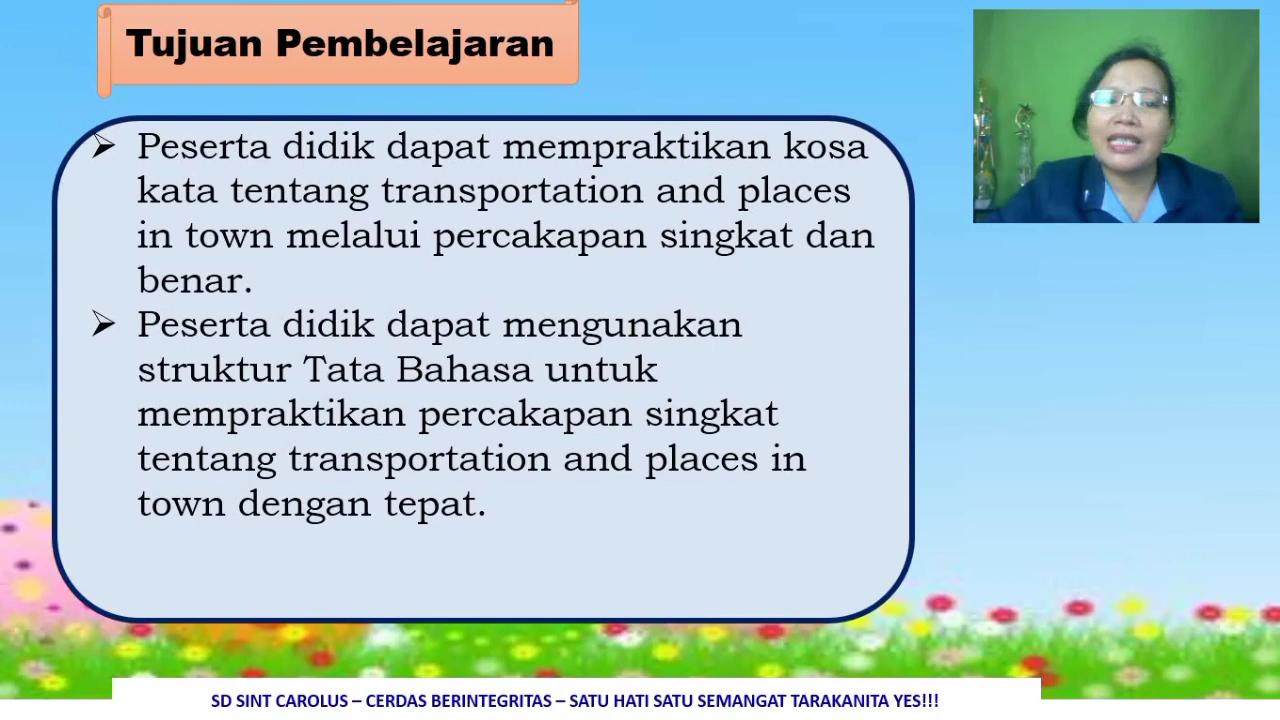 Tujuan Pembelajaran
➢ Peserta didik dapat mempraktikan kosa
kata tentang transportation and places
in town melalui percakapan singkat dan
benar.
➢ Peserta didik dapat mengunakan
struktur Tata Bahasa untuk
mempraktikan percakapan singkat
tentang transportation and places in
town dengan tepat.
SD SINT CAROLUS – CERDAS BERINTEGRITAS – SATU HATI SATU SEMANGAT TARAKANITA YES!!!